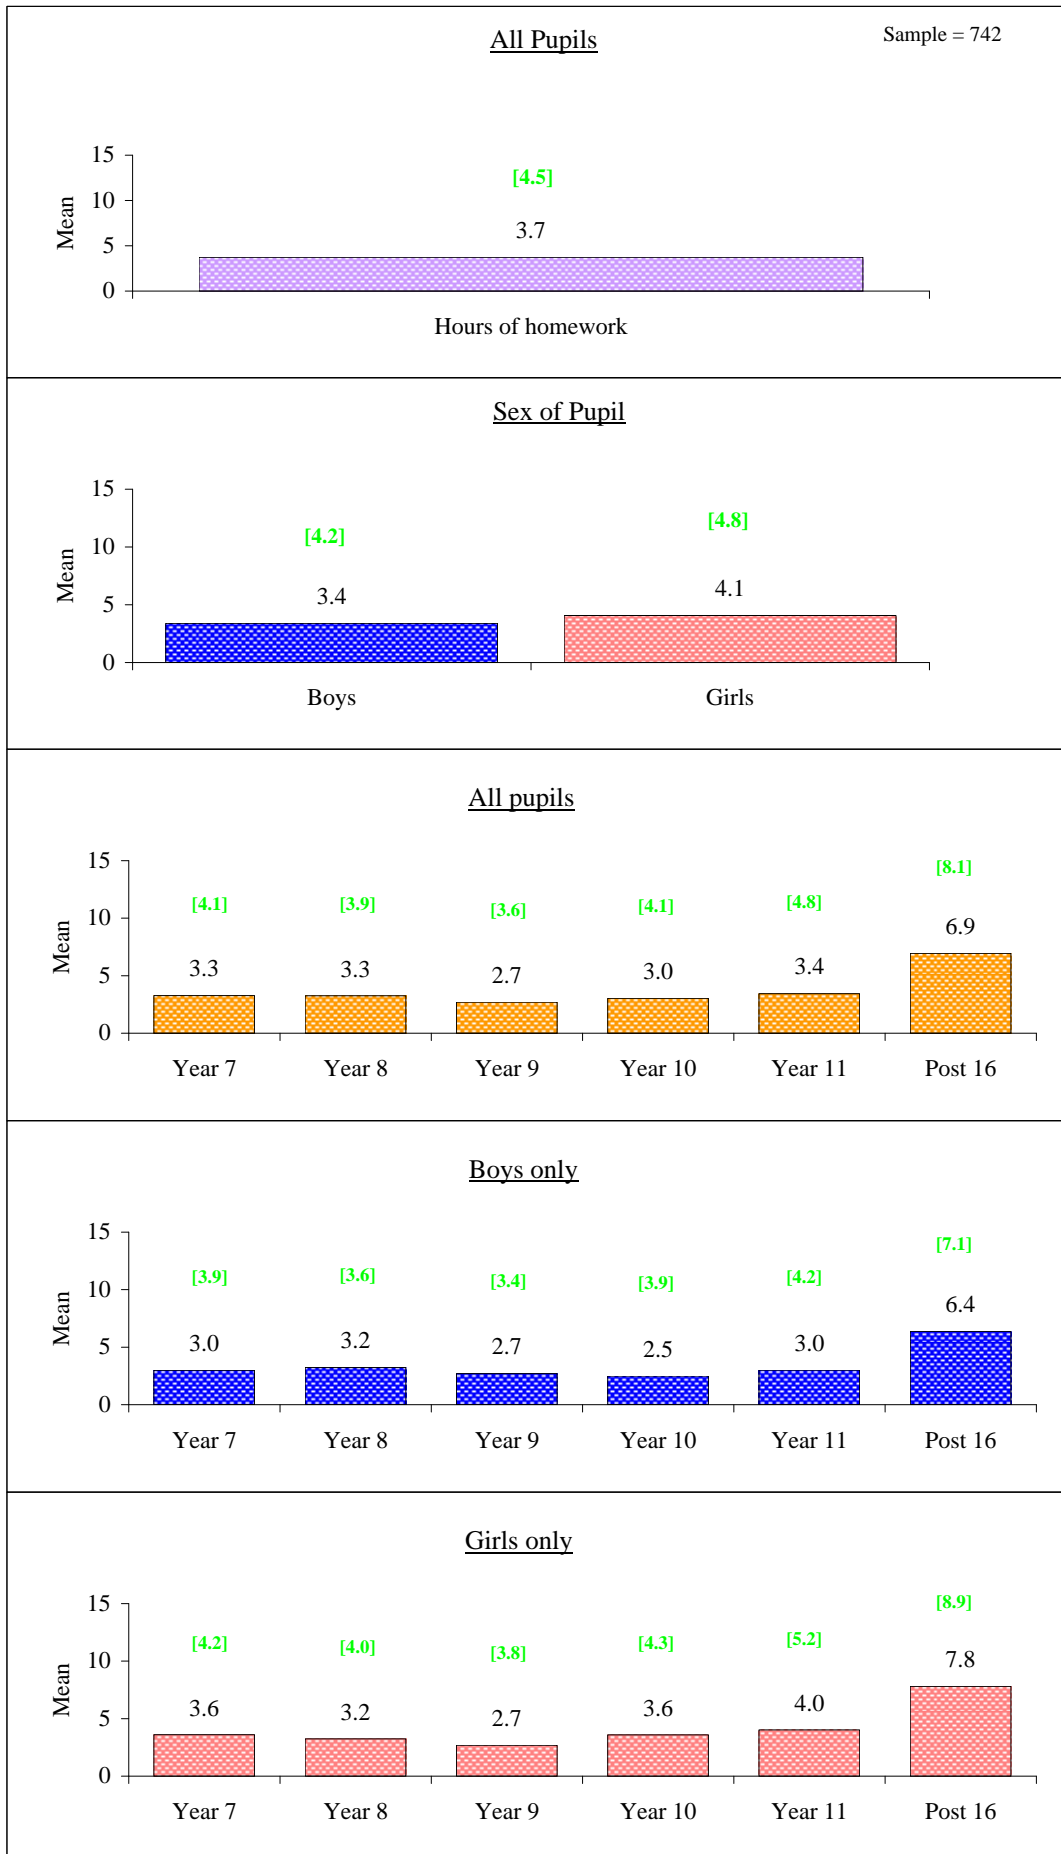 All Pupils
Sample = 742
15
10
5
0
Mean
[4.5]
3.7
Hours of homework
Sex of Pupil
15
10
5
0
Mean
[4.2] [4.8]
3.4 4.1
Boys Girls
All pupils
15
10
5
0
Mean
[4.1] [3.9] [3.6] [4.1] [4.8] [8.1]
3.3 3.3 2.7 3.0 3.4 6.9
Year 7 Year 8 Year 9 Year 10 Year 11 Post 16
Boys only
15
10
5
0
Mean
[3.9] [3.6] [3.4] [3.9] [4.2] [7.1]
3.0 3.2 2.7 2.5 3.0 6.4
Year 7 Year 8 Year 9 Year 10 Year 11 Post 16
Girls only
15
10
5
0
Mean
[4.2] [4.0] [3.8] [4.3] [5.2] [8.9]
3.6 3.2 2.7 3.6 4.0 7.8
Year 7 Year 8 Year 9 Year 10 Year 11 Post 16